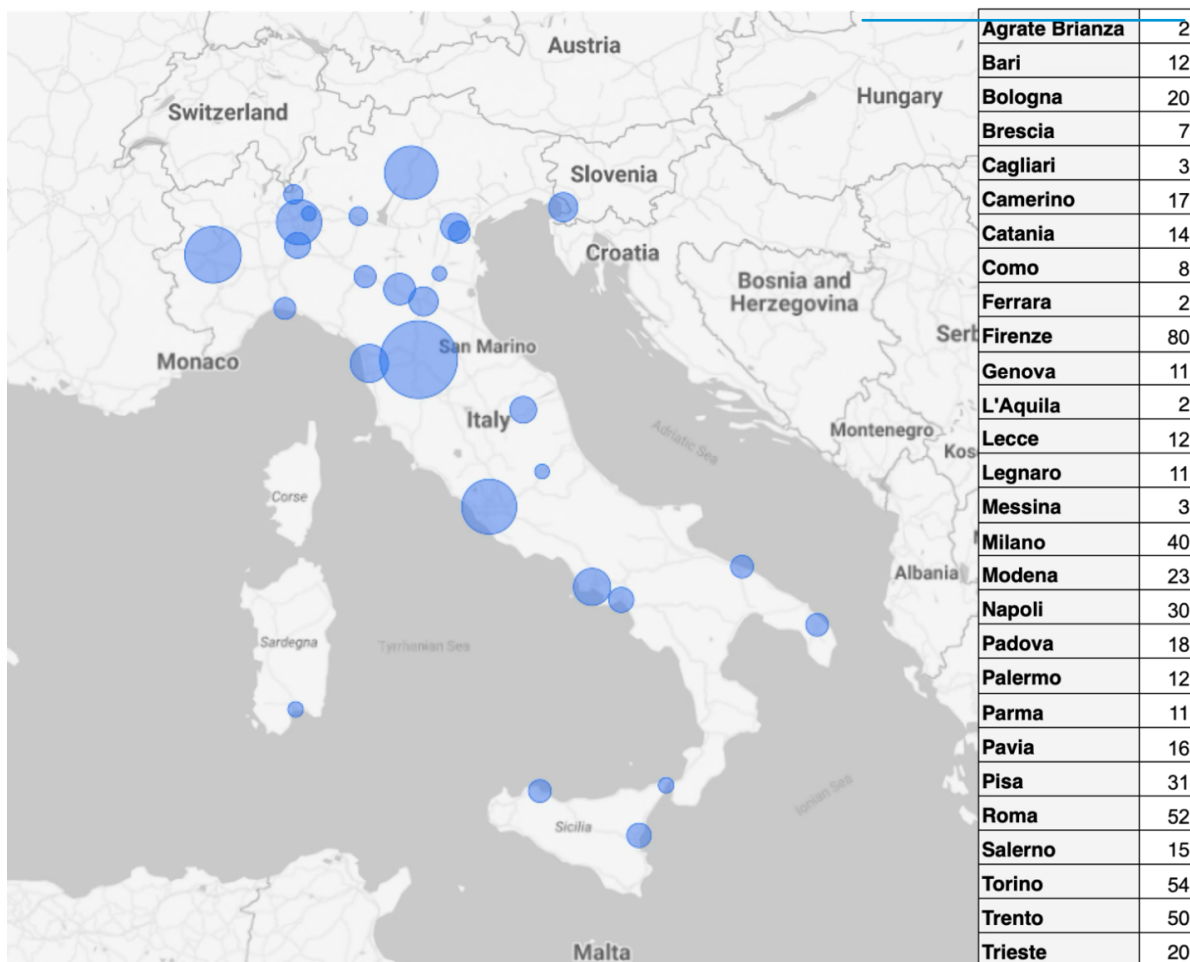 Austria
Hungary
Switzerland
Slovenia
Croatia
Bosnia and
Herzegovina
Serb
San Marino
Monaco
Italy
Montenegro
Adriatic Sea
Kos
Corse
Albania
Sardegna
Tyrrhenian Sea
Ionian Sea
Sicilia
Malta
Agrate Brianza 2
Bari 12
Bologna 20
Brescia 7
Cagliari 3
Camerino 17
Catania 14
Como 8
Ferrara 2
Firenze 80
Genova 11
L'Aquila 2
Lecce 12
Legnaro 11
Messina 3
Milano 40
Modena 23
Napoli 30
Padova 18
Palermo 12
Parma 11
Pavia 16
Pisa 31
Roma 52
Salerno 15
Torino 54
Trento 50
Trieste 20